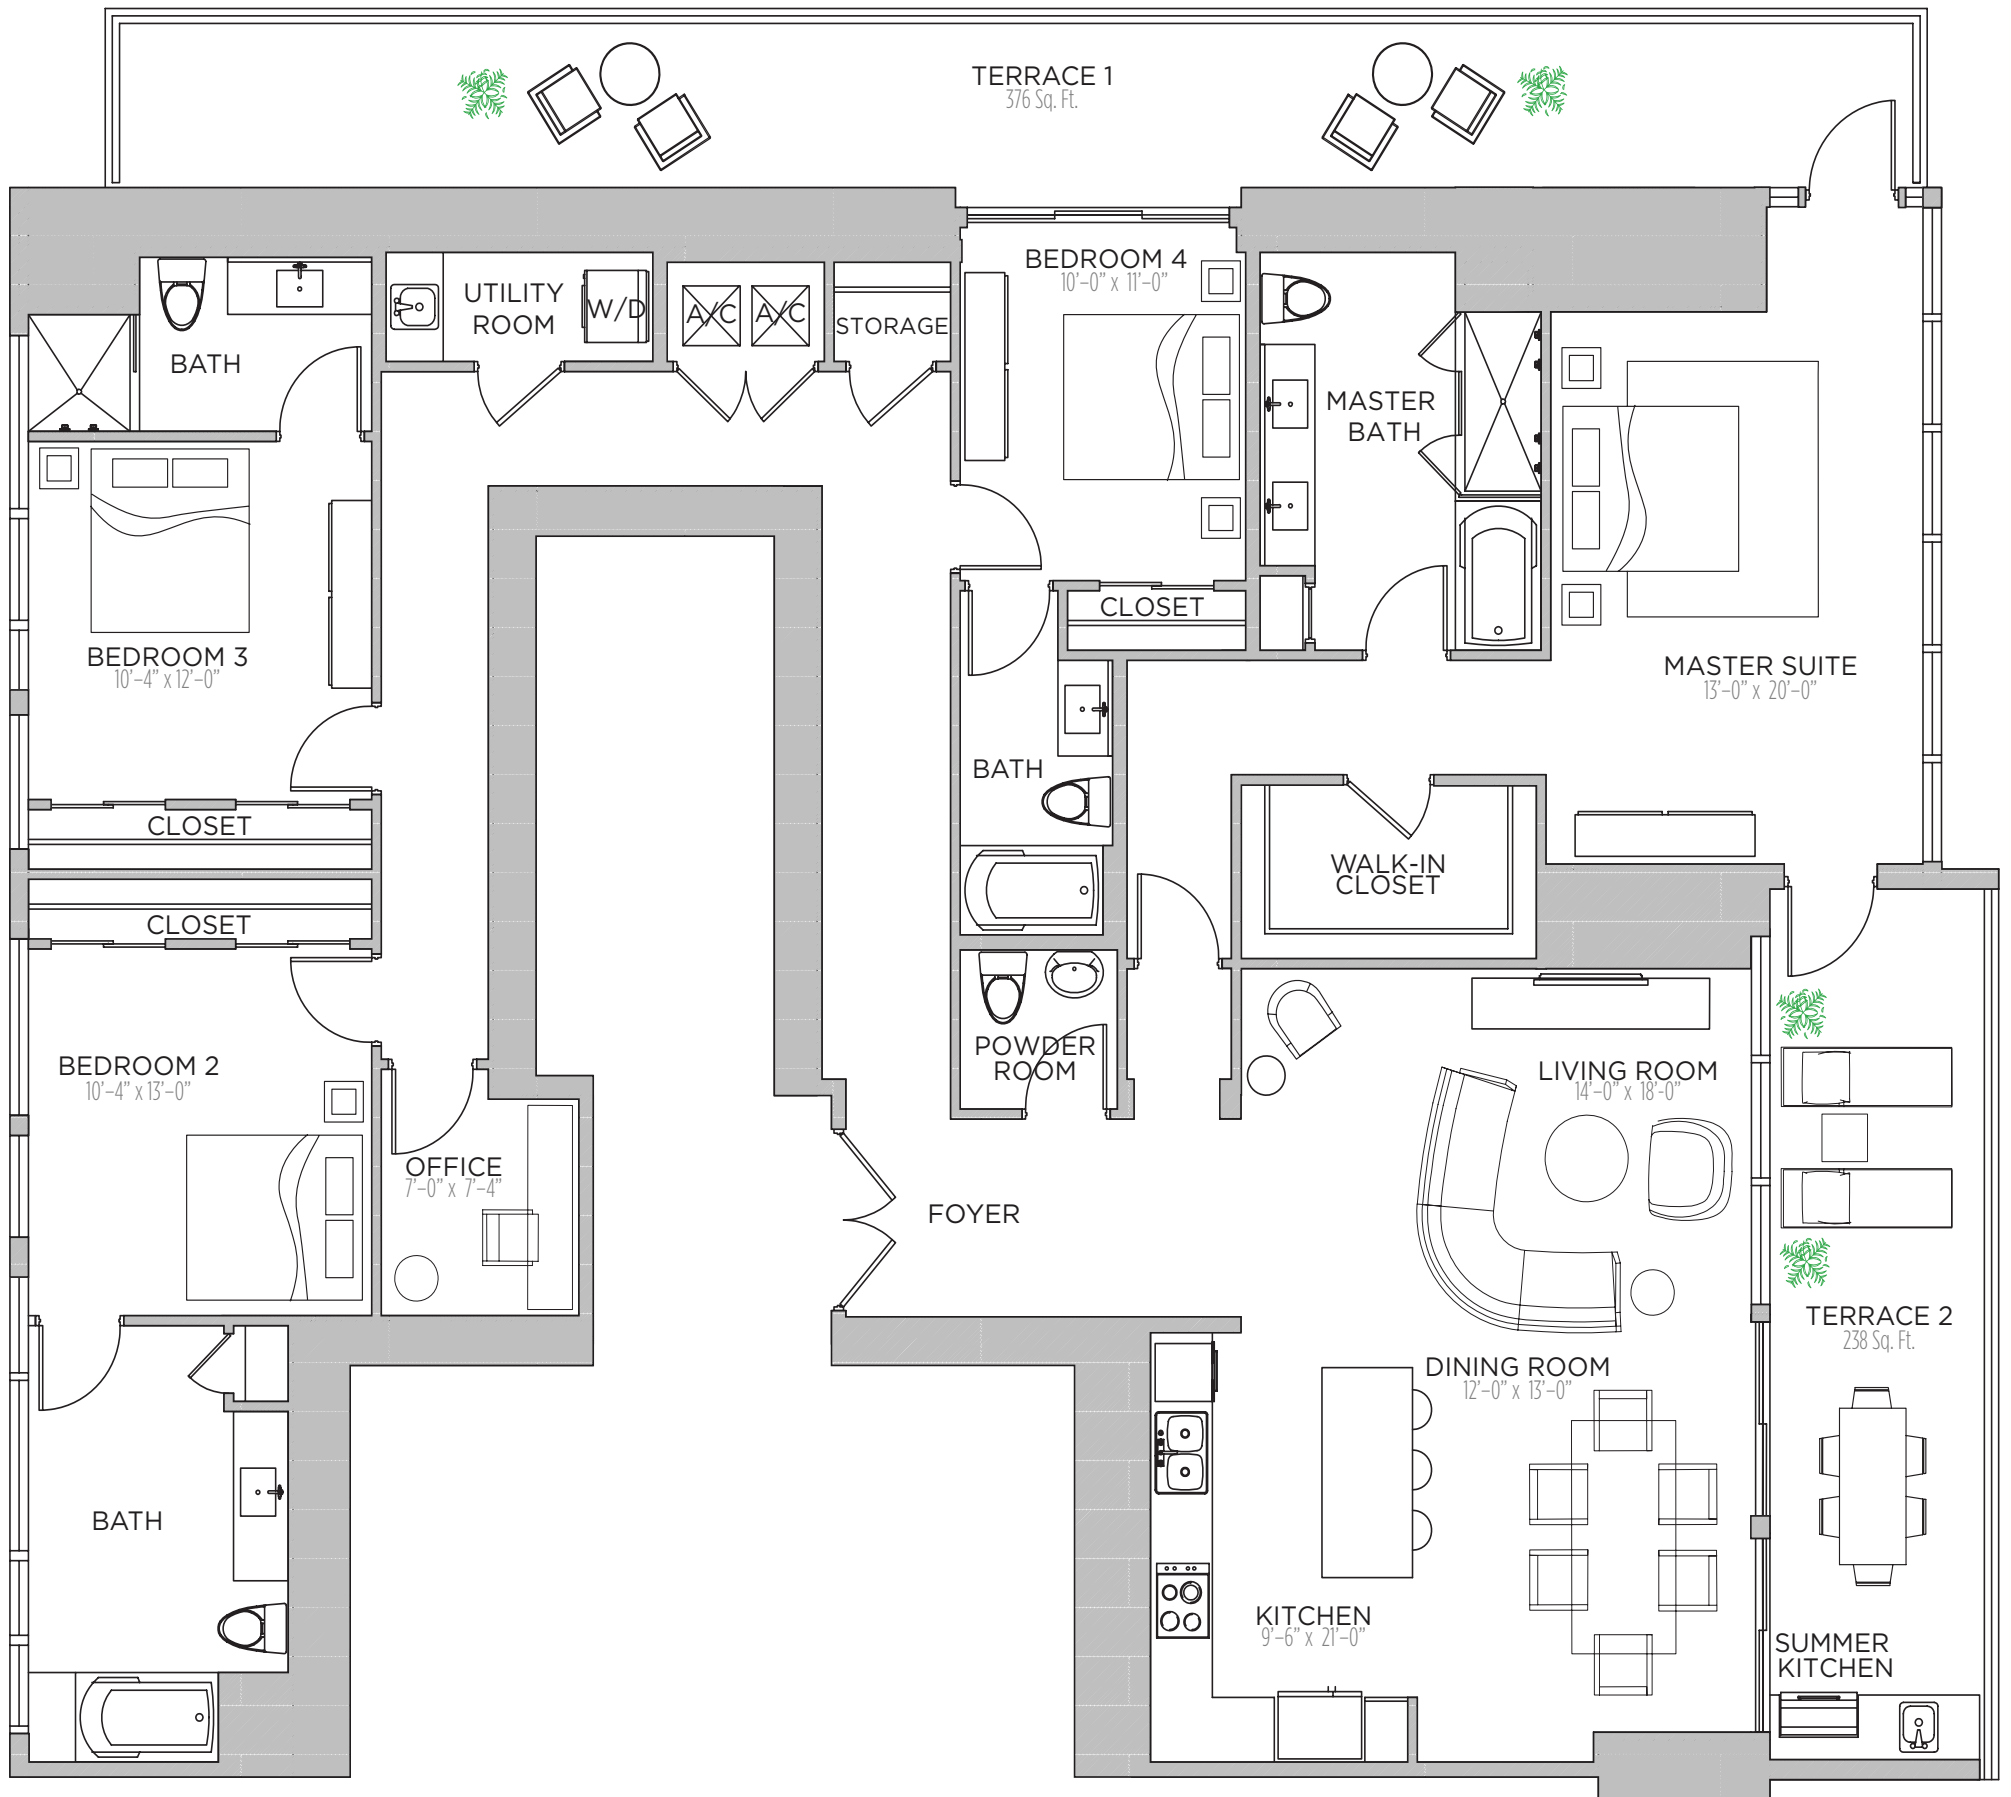 TERRACE 1
376 Sq. Ft.
BEDROOM 4
10'–0" x 11'–0"
UTILITY
ROOM
W/D
A/C
A/C
STORAGE
BATH
MASTER
BATH
CLOSET
BEDROOM 3
10'–4" x 12'–0"
MASTER SUITE
13'–0" x 20'–0"
BATH
CLOSET
WALK-IN
CLOSET
CLOSET
POWDER
ROOM
BEDROOM 2
10'–4" x 13'–0"
LIVING ROOM
14'–0" x 18'–0"
OFFICE
7'–0" x 7'–4"
FOYER
TERRACE 2
238 Sq. Ft.
DINING ROOM
12'–0" x 13'–0"
BATH
KITCHEN
9'–6" x 21'–0"
SUMMER
KITCHEN